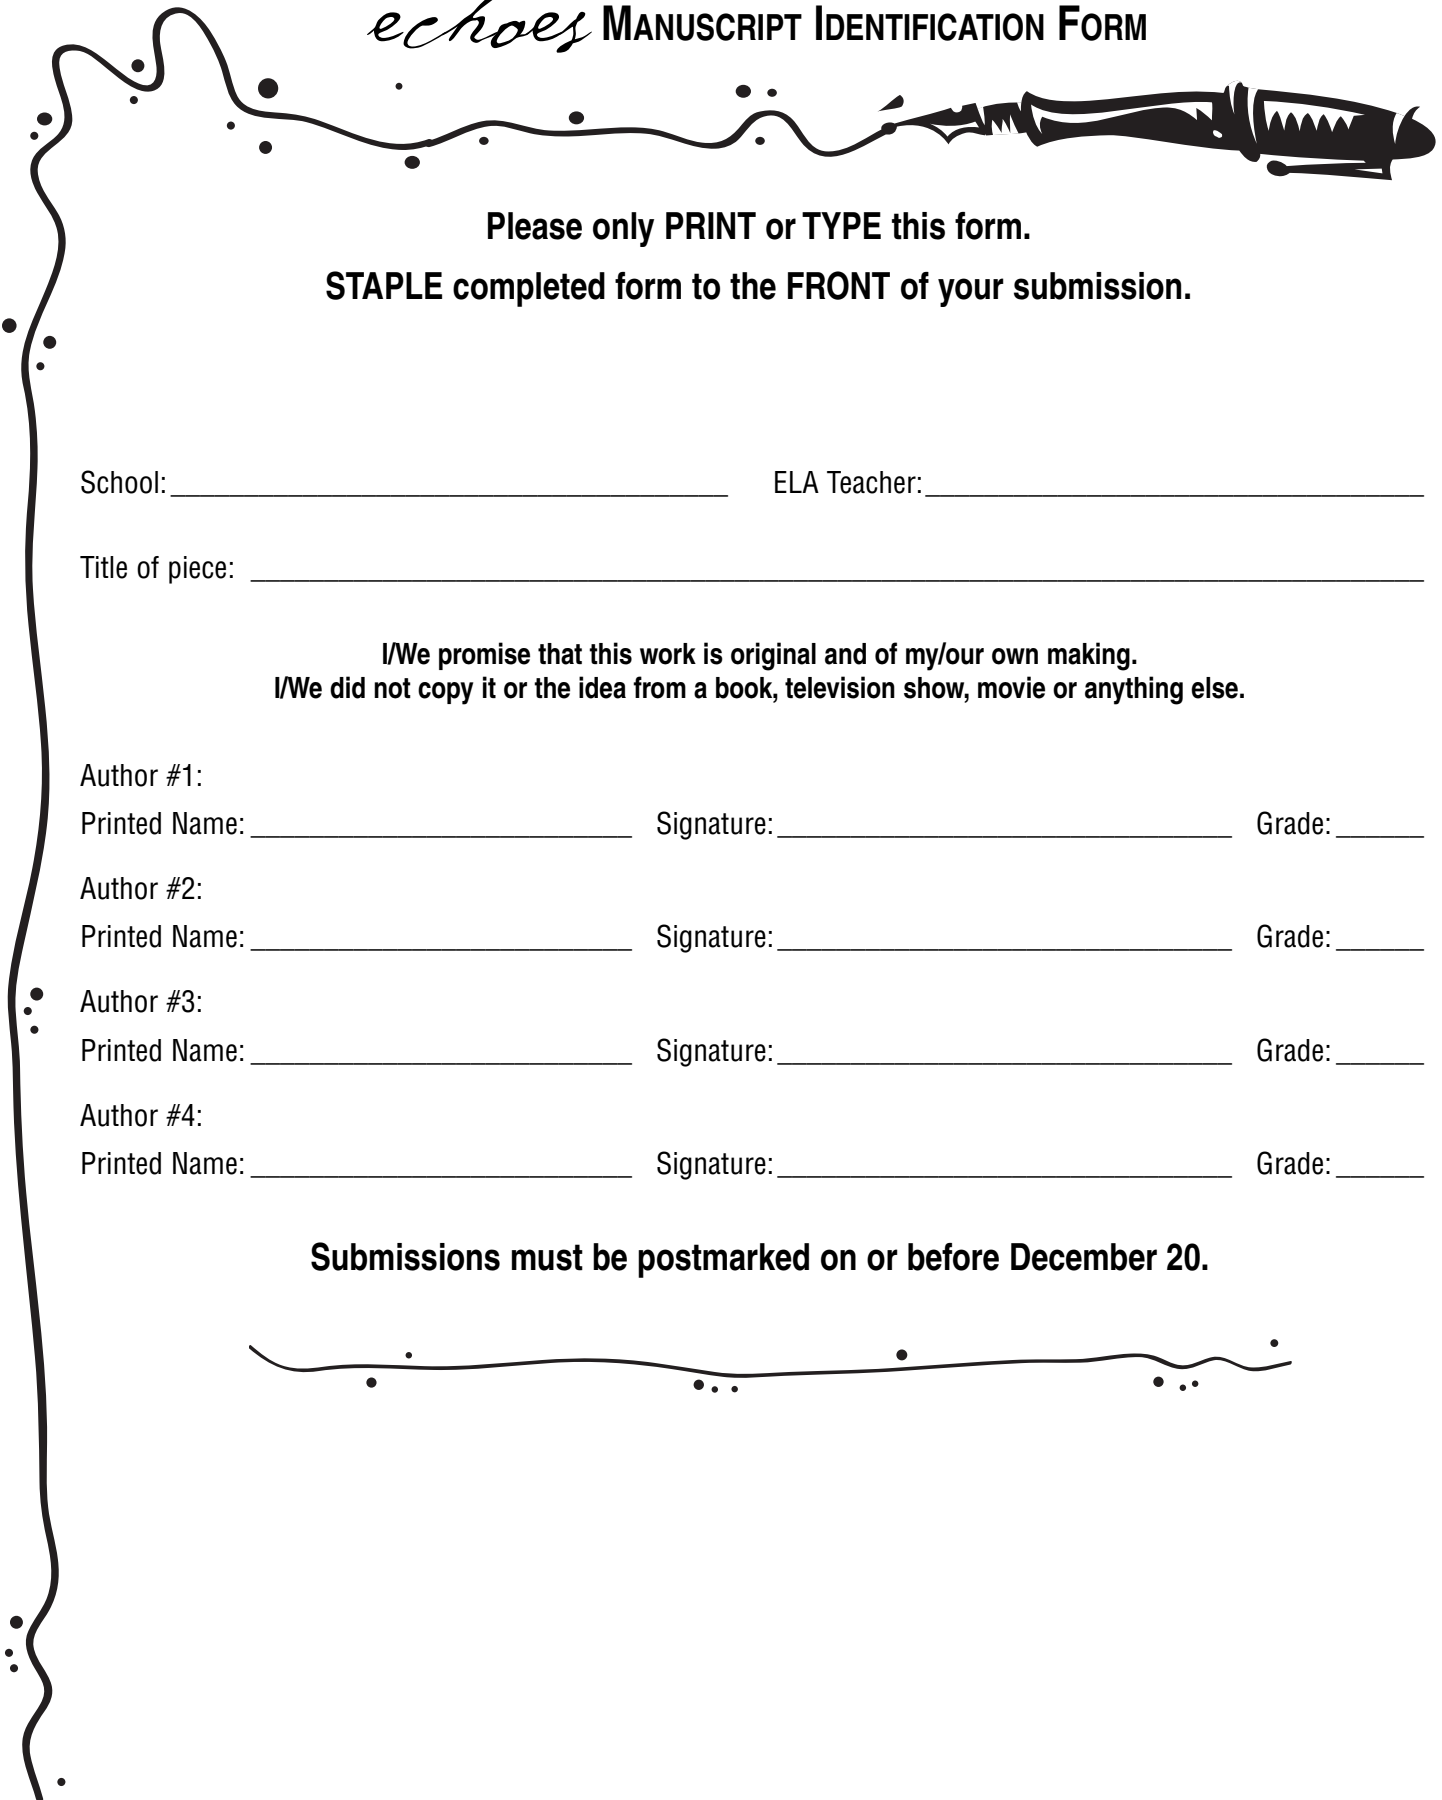 echoes Manuscript Identification Form
Please only PRINT or TYPE this form.
STAPLE completed form to the FRONT of your submission.
School: ELA Teacher:
Title of piece:
I/We promise that this work is original and of my/our own making.
I/We did not copy it or the idea from a book, television show, movie or anything else.
Author #1:
Printed Name: Signature: Grade:
Author #2:
Printed Name: Signature: Grade:
Author #3:
Printed Name: Signature: Grade:
Author #4:
Printed Name: Signature: Grade:
Submissions must be postmarked on or before December 20.